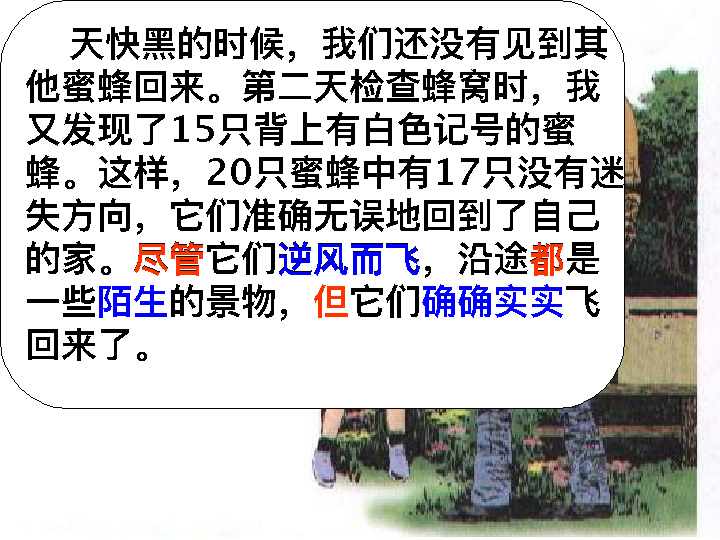 天快黑的时候，我们还没有见到其
他蜜蜂回来。第二天检查蜂窝时，我
又发现了15只背上有白色记号的蜜
蜂。这样，20只蜜蜂中有17只没有迷
失方向，它们准确无误地回到了自己
的家。尽管它们逆风而飞，沿途都是
一些陌生的景物，但它们确确实实飞
回来了。